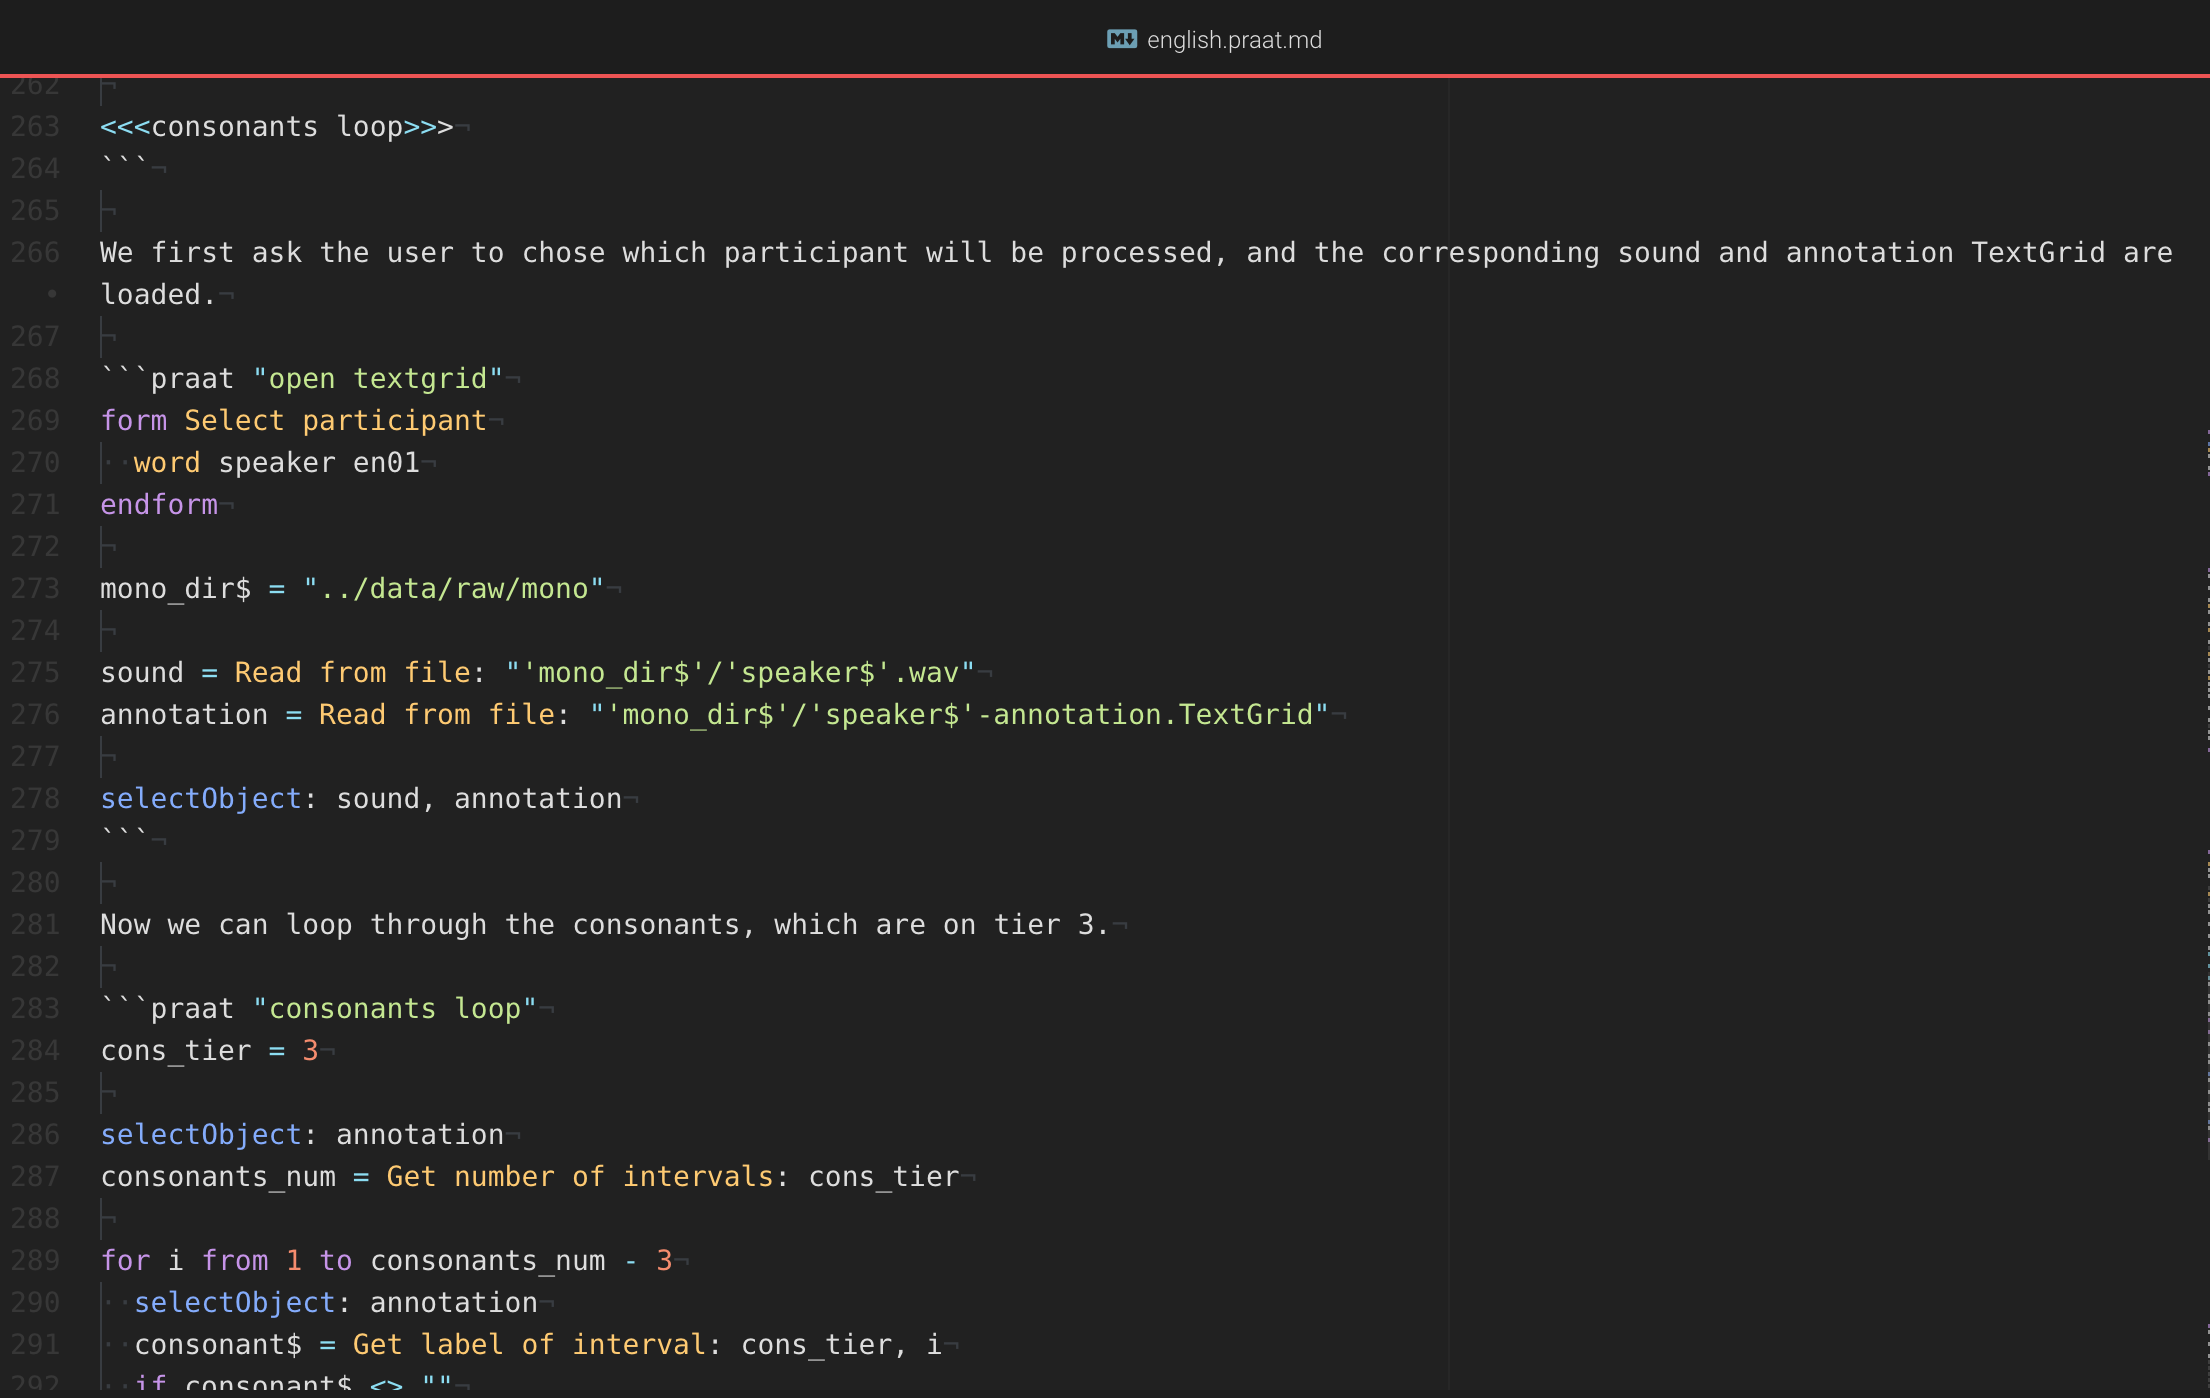 english.praat.md
262
263 <<<consonants loop>>>
264 ```
265
266 We first ask the user to chose which participant will be processed, and the corresponding sound and annotation TextGrid are
• loaded.
267
268 ```praat "open textgrid"
269 form Select participant
270   word speaker en01
271 endform
272
273 mono_dir$ = "../data/raw/mono"
274
275 sound = Read from file: "'mono_dir$'/'speaker$'.wav"
276 annotation = Read from file: "'mono_dir$'/'speaker$'-annotation.TextGrid"
277
278 selectObject: sound, annotation
279 ```
280
281 Now we can loop through the consonants, which are on tier 3.
282
283 ```praat "consonants loop"
284 cons_tier = 3
285
286 selectObject: annotation
287 consonants_num = Get number of intervals: cons_tier
288
289 for i from 1 to consonants_num - 3
290   selectObject: annotation
291   consonant$ = Get label of interval: cons_tier, i
292   if consonant$ <> ""